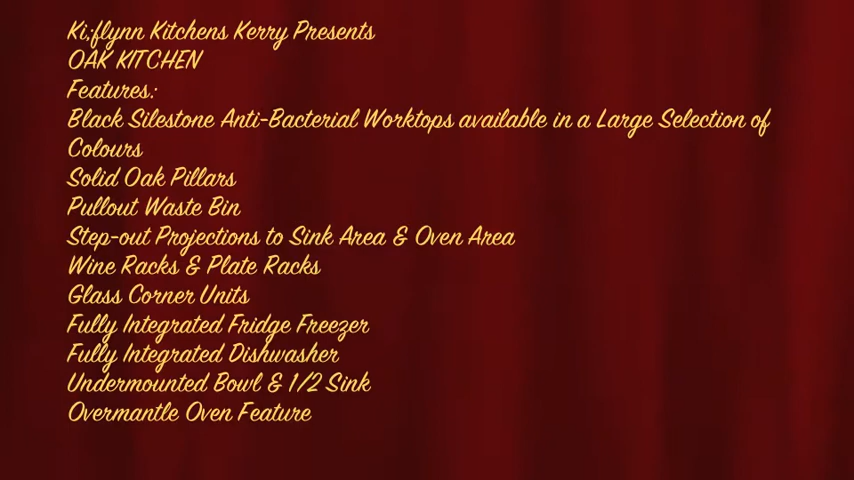 Ki;flynn Kitchens Kerry Presents
OAK KITCHEN
Features.:
Black Silestone Anti-Bacterial Worktops available in a Large Selection of
Colours
Solid Oak Pillars
Pullout Waste Bin
Step-out Projections to Sink Area & Oven Area
Wine Racks & Plate Racks
Glass Corner Units
Fully Integrated Fridge Freezer
Fully Integrated Dishwasher
Undermounted Bowl & 1/2 Sink
Overmantle Oven Feature